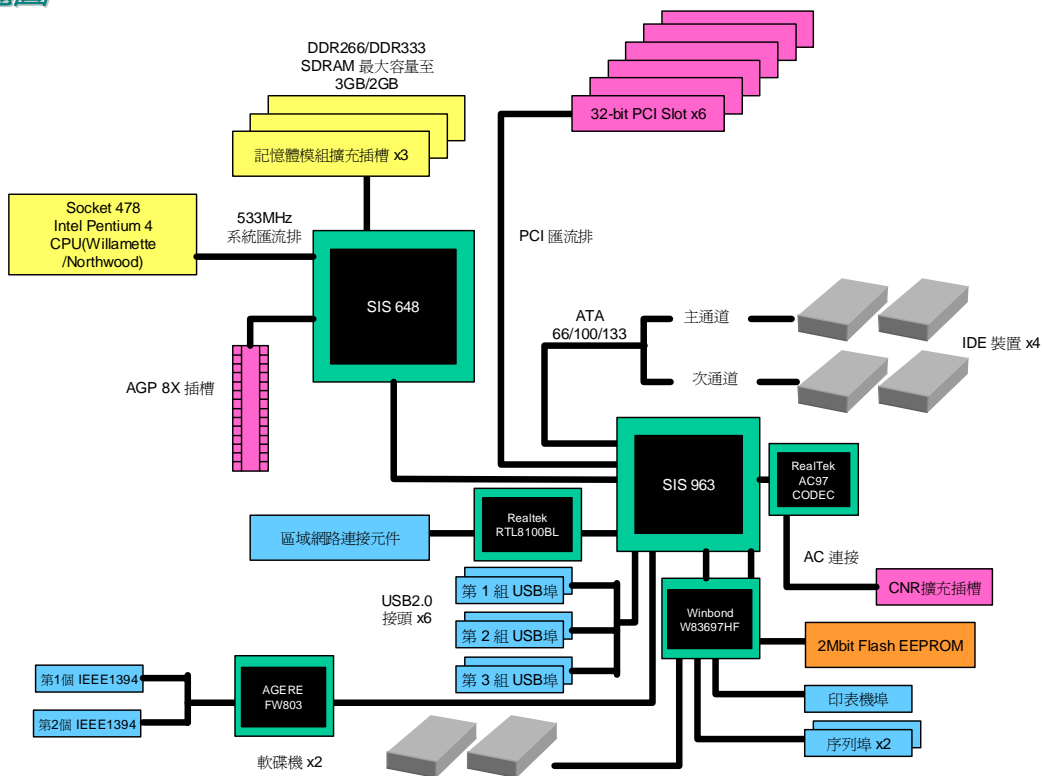 DDR266/DDR333
SDRAM 最大容量至
3GB/2GB
32-bit PCI Slot x6
記憶體模組擴充插槽 x3
Socket 478
Intel Pentium 4
CPU(Willamette
/Northwood)
533MHz
系統匯流排
PCI 匯流排
SIS 648
ATA
66/100/133
主通道
次通道
IDE 裝置 x4
AGP 8X 插槽
SIS 963
RealTek
AC97
CODEC
Realtek
RTL8100BL
區域網路連接元件
AC 連接
CNR擴充插槽
USB2.0
接頭 x6
第 1 組 USB埠
第 2 組 USB埠
第 3 組 USB埠
Winbond
W83697HF
2Mbit Flash EEPROM
第1個 IEEE1394
第2個 IEEE1394
AGERE
FW803
印表機埠
序列埠 x2
軟碟機 x2